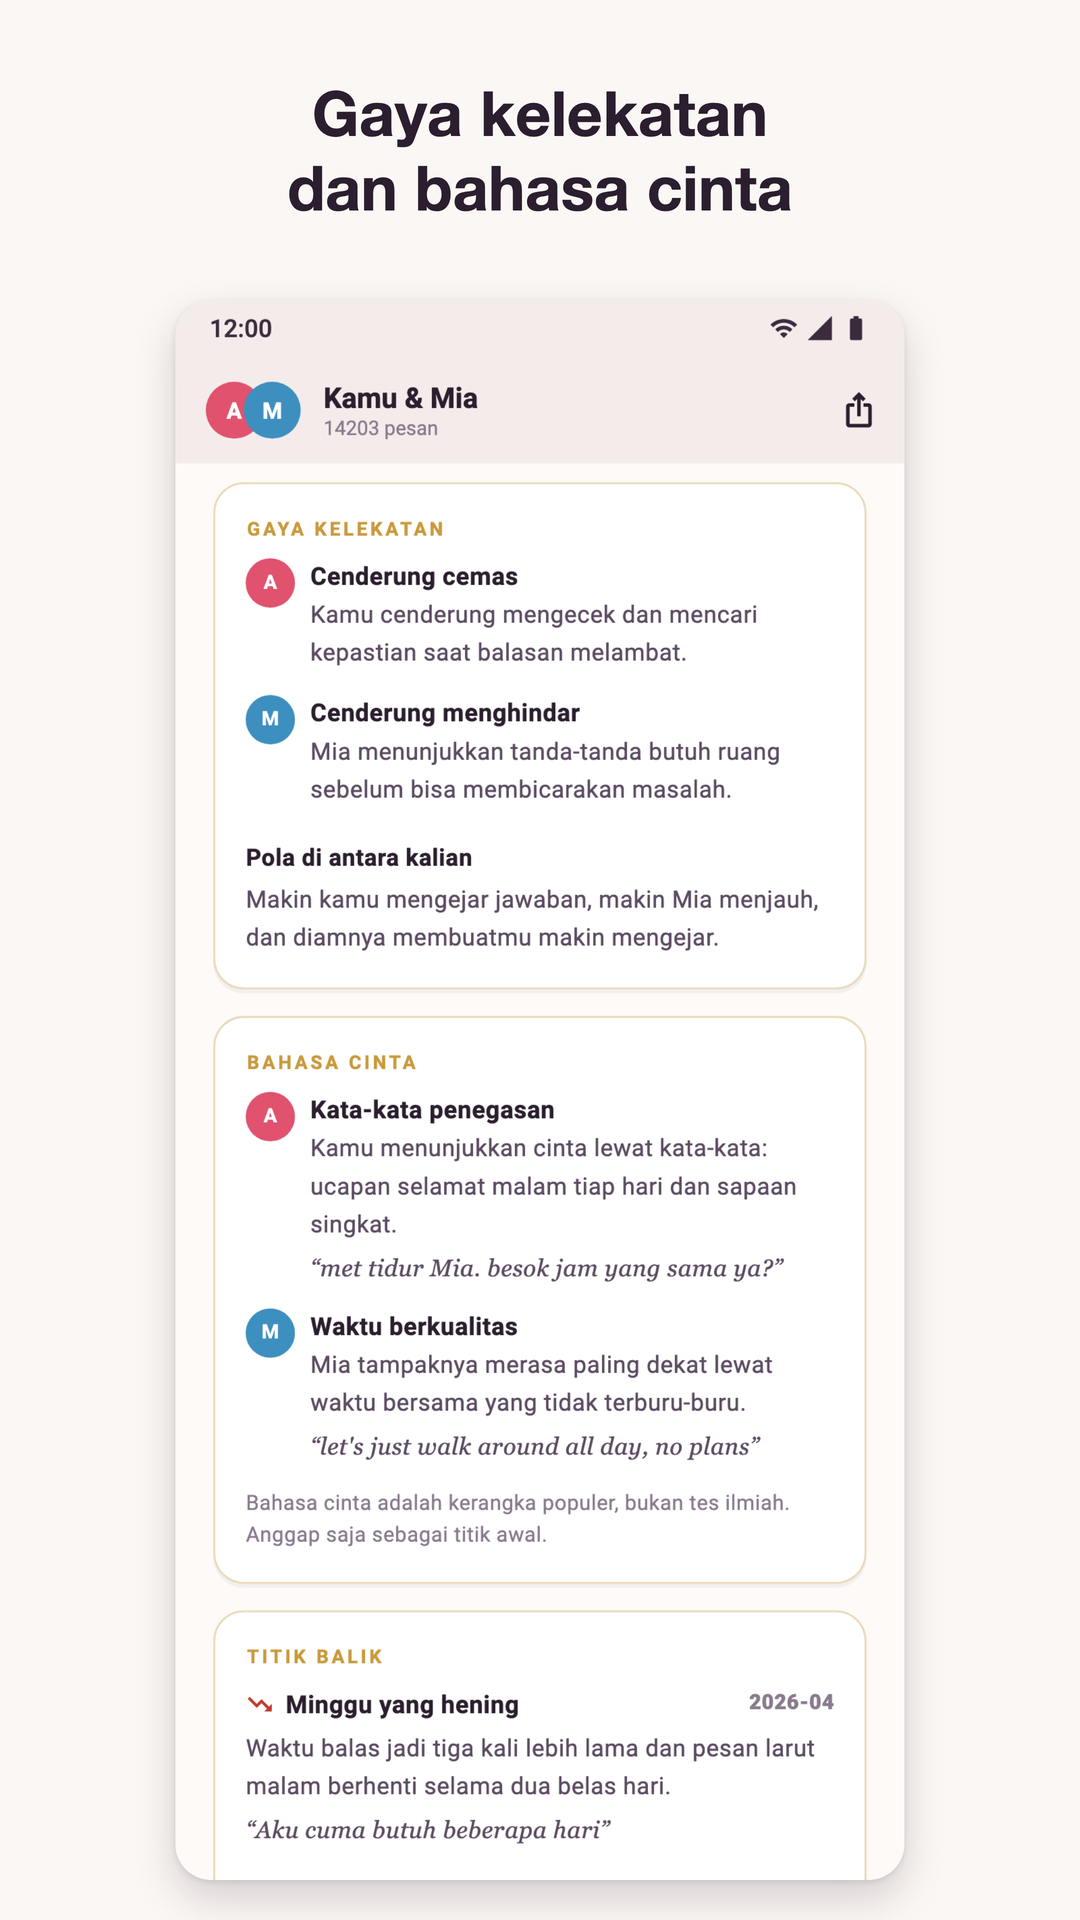 Gaya kelekatan
dan bahasa cinta
12:00
A M Kamu & Mia
14203 pesan
GAYA KELEKATAN
A Cenderung cemas
Kamu cenderung mengecek dan mencari
kepastian saat balasan melambat.
M Cenderung menghindar
Mia menunjukkan tanda-tanda butuh ruang
sebelum bisa membicarakan masalah.
Pola di antara kalian
Makin kamu mengejar jawaban, makin Mia menjauh,
dan diamnya membuatmu makin mengejar.
BAHASA CINTA
A Kata-kata penegasan
Kamu menunjukkan cinta lewat kata-kata:
ucapan selamat malam tiap hari dan sapaan
singkat.
“met tidur Mia. besok jam yang sama ya?”
M Waktu berkualitas
Mia tampaknya merasa paling dekat lewat
waktu bersama yang tidak terburu-buru.
“let's just walk around all day, no plans”
Bahasa cinta adalah kerangka populer, bukan tes ilmiah.
Anggap saja sebagai titik awal.
TITIK BALIK
Minggu yang hening 2026-04
Waktu balas jadi tiga kali lebih lama dan pesan larut
malam berhenti selama dua belas hari.
“Aku cuma butuh beberapa hari”